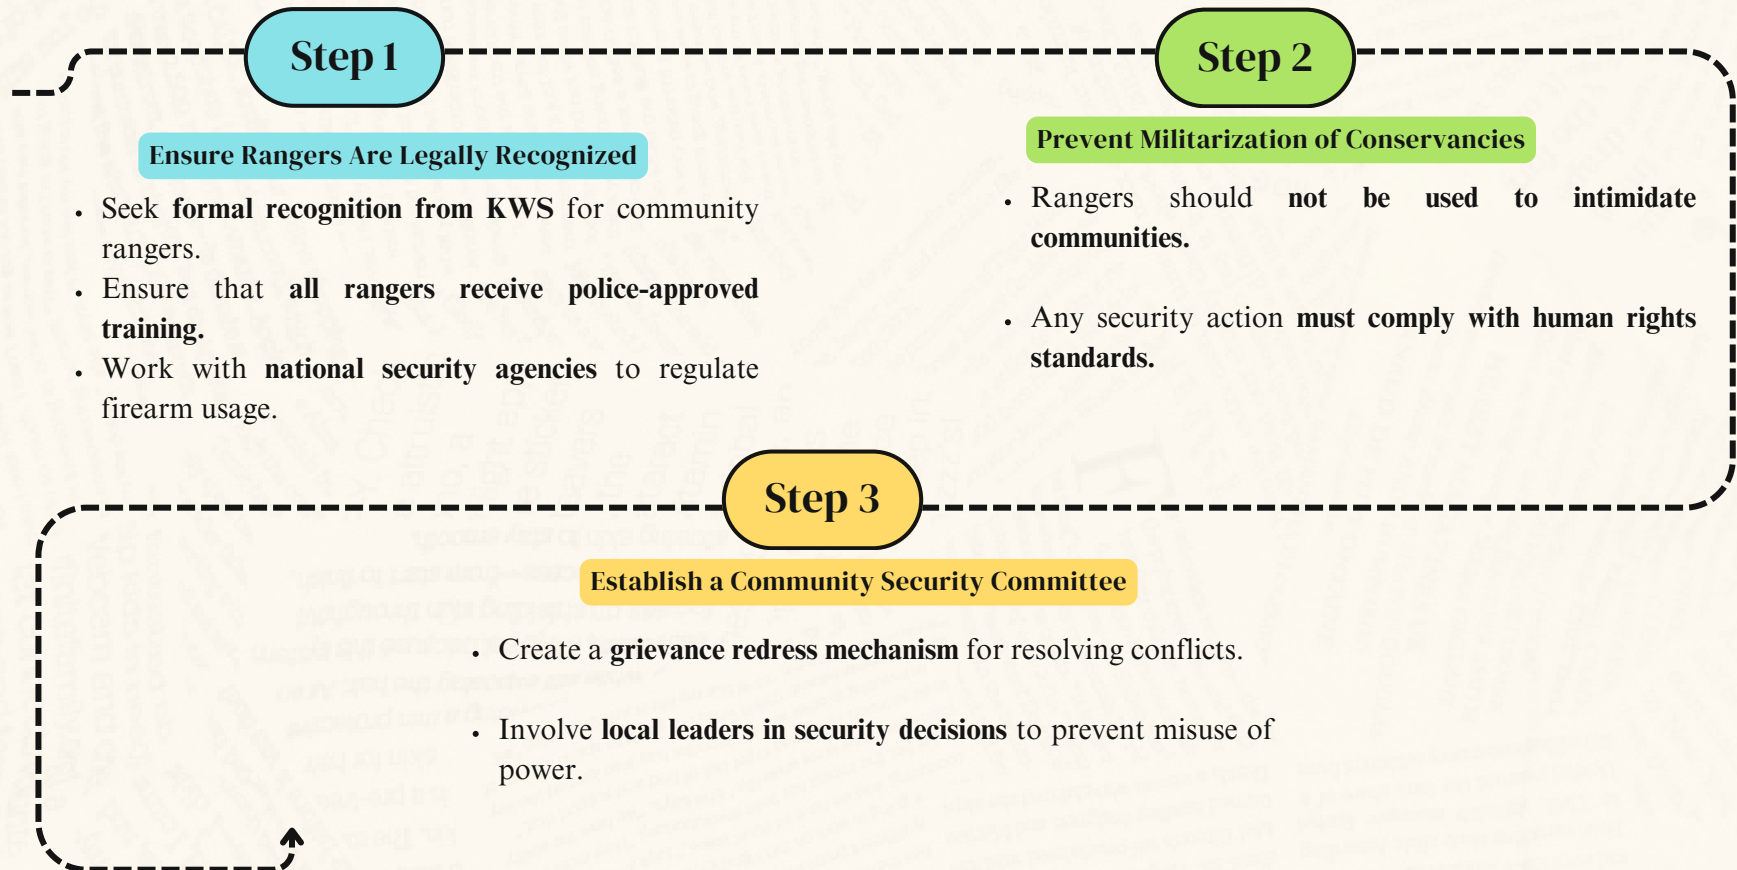 Step 1
Ensure Rangers Are Legally Recognized
• Seek formal recognition from KWS for community
rangers.
• Ensure that all rangers receive police-approved
training.
• Work with national security agencies to regulate
firearm usage.
Step 2
Prevent Militarization of Conservancies
• Rangers should not be used to intimidate
communities.
• Any security action must comply with human rights
standards.
Step 3
Establish a Community Security Committee
• Create a grievance redress mechanism for resolving conflicts.
• Involve local leaders in security decisions to prevent misuse of
power.